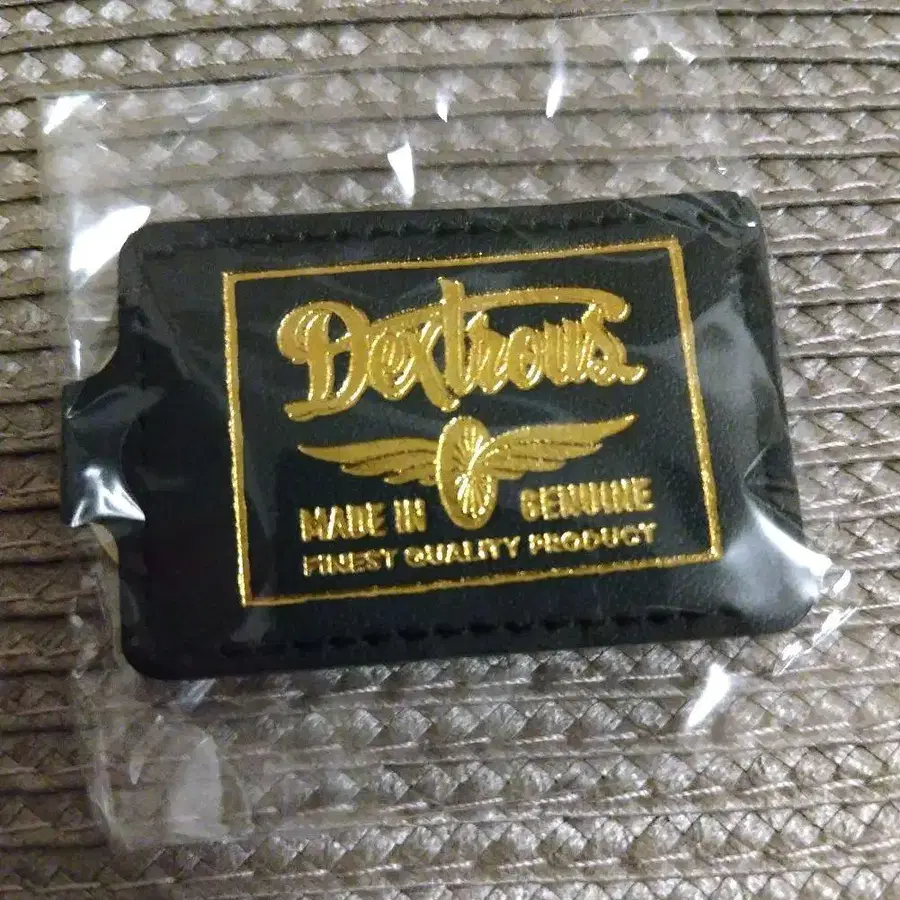 Dextrous
MADE IN GENUINE
FINEST QUALITY PRODUCT